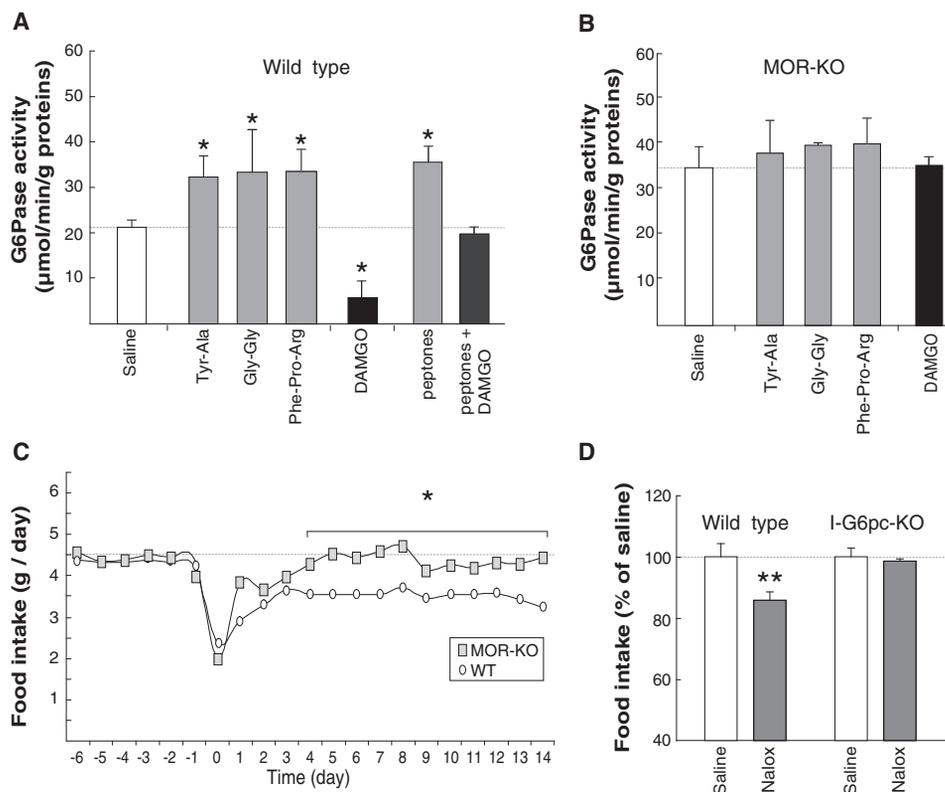 A
Wild type
G6Pase activity
(µmol/min/g proteins)
60
50
40
30
20
10
*
*
*
*
*
Saline
Tyr-Ala
Gly-Gly
Phe-Pro-Arg
DAMGO
peptones
peptones +
DAMGO
B
MOR-KO
G6Pase activity
(µmol/min/g proteins)
60
50
40
30
20
10
Saline
Tyr-Ala
Gly-Gly
Phe-Pro-Arg
DAMGO
C
Food intake (g / day)
6
5
4
3
2
1
*
MOR-KO
WT
-6 -5 -4 -3 -2 -1 0 1 2 3 4 5 6 7 8 9 10 11 12 13 14
Time (day)
D
Food intake (% of saline)
120
100
80
60
40
Wild type
I-G6pc-KO
**
Saline
Nalox
Saline
Nalox